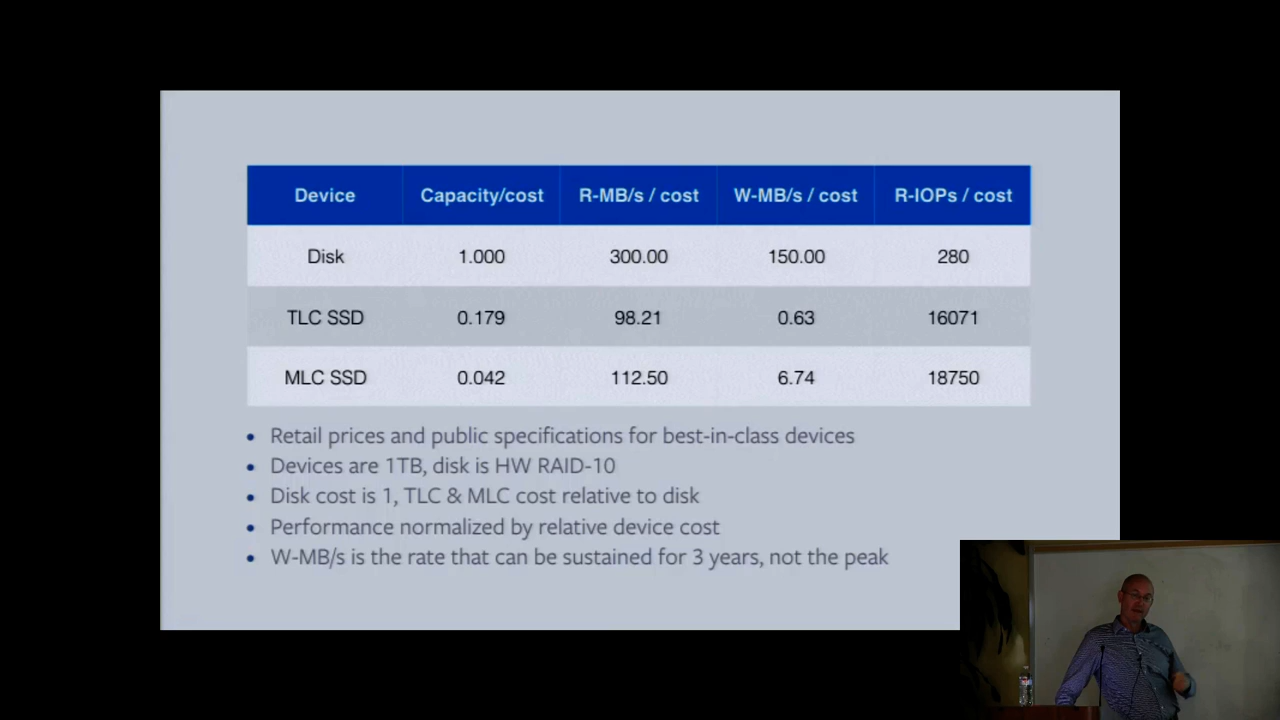 Device Capacity/cost R-MB/s / cost W-MB/s / cost R-IOPs / cost
Disk 1.000 300.00 150.00 280
TLC SSD 0.179 98.21 0.63 16071
MLC SSD 0.042 112.50 6.74 18750
• Retail prices and public specifications for best-in-class devices
• Devices are 1TB, disk is HW RAID-10
• Disk cost is 1, TLC & MLC cost relative to disk
• Performance normalized by relative device cost
• W-MB/s is the rate that can be sustained for 3 years, not the peak